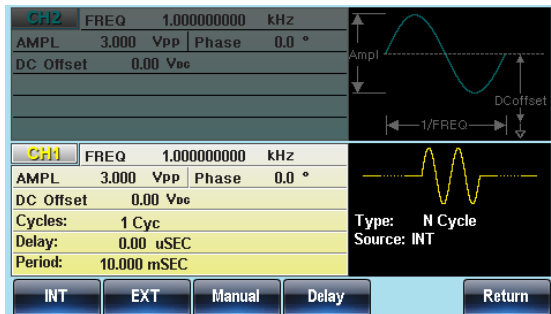 CH2 FREQ 1.000000000 kHz
AMPL 3.000 Vpp Phase 0.0 °
DC Offset 0.00 VDC
Ampl
DCoffset
1/FREQ
CH1 FREQ 1.000000000 kHz
AMPL 3.000 Vpp Phase 0.0 °
DC Offset 0.00 VDC
Cycles: 1 Cyc
Delay: 0.00 uSEC
Period: 10.000 mSEC
Type: N Cycle
Source: INT
INT EXT Manual Delay Return